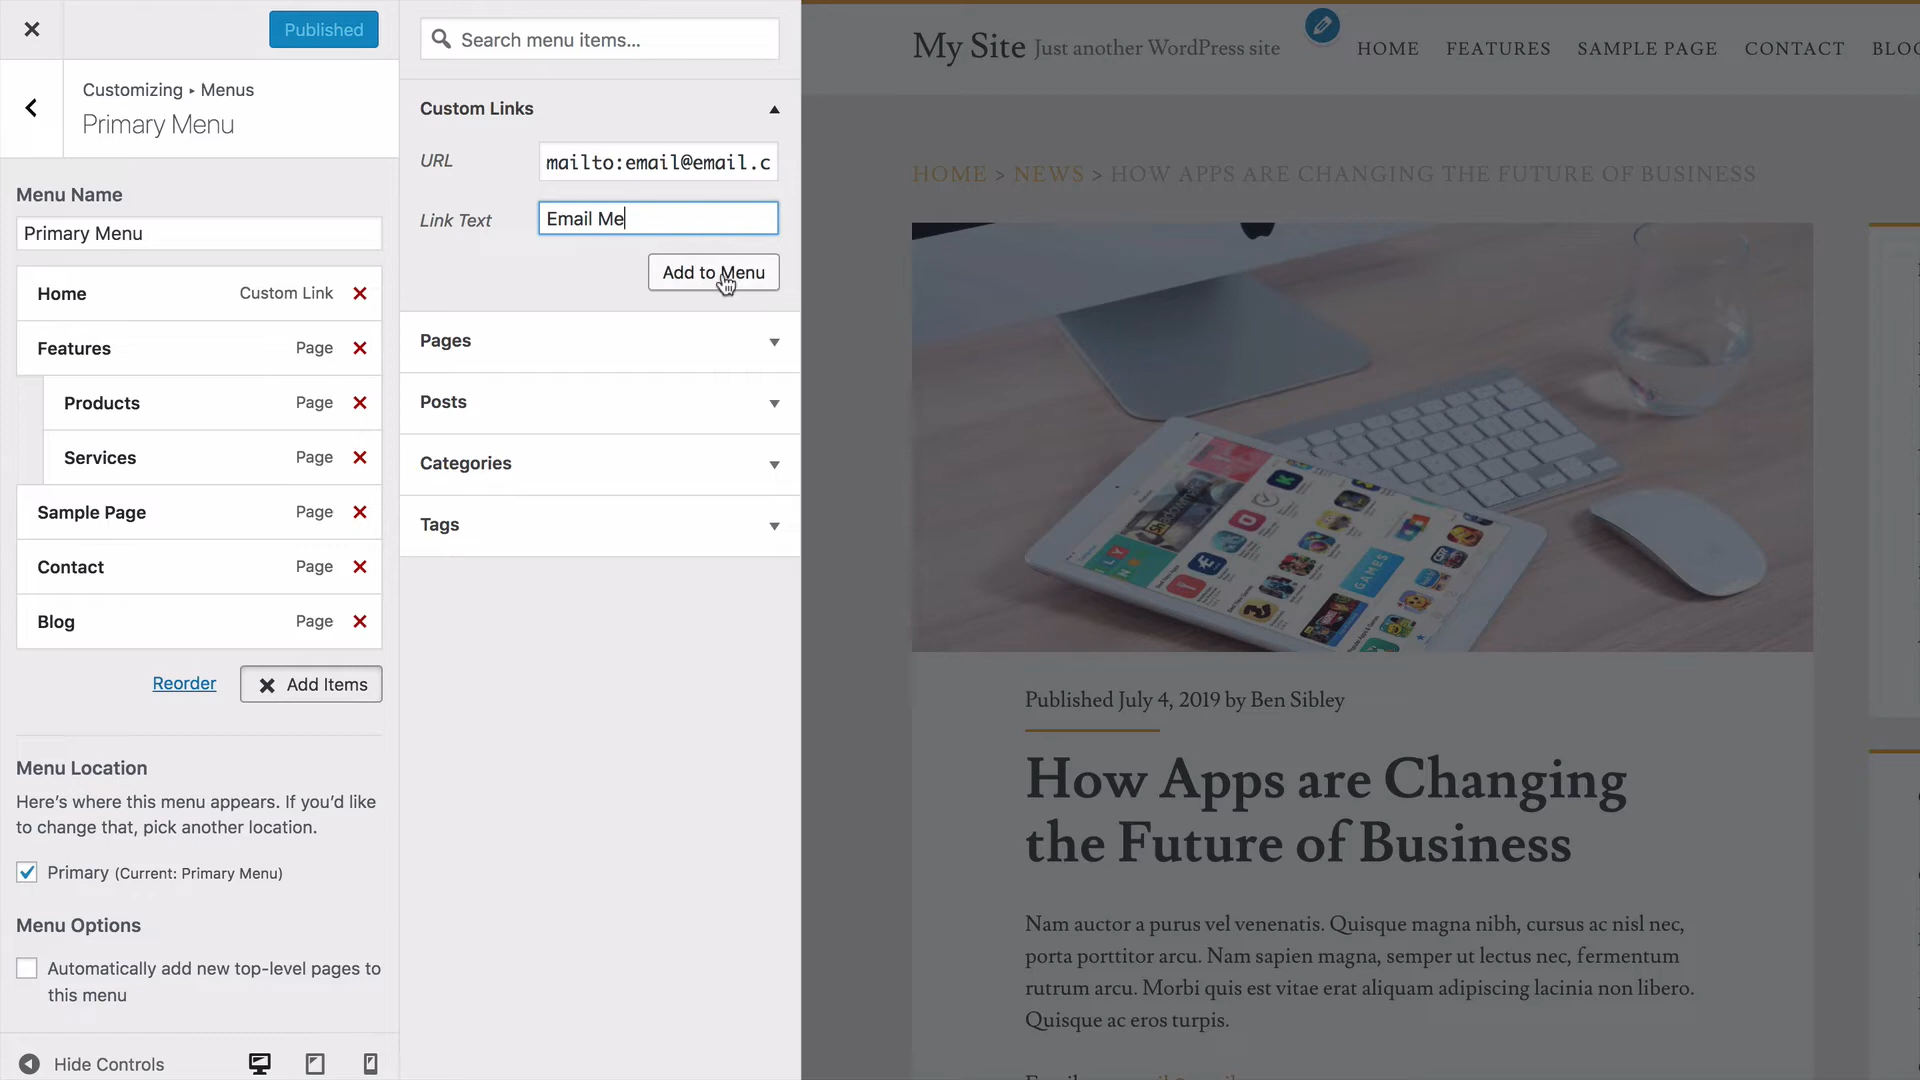 Published
Customizing ▸ Menus
Primary Menu
Menu Name
Primary Menu
Home Custom Link
Features Page
Products Page
Services Page
Sample Page Page
Contact Page
Blog Page
Reorder
Add Items
Menu Location
Here's where this menu appears. If you'd like
to change that, pick another location.
Primary (Current: Primary Menu)
Menu Options
Automatically add new top-level pages to
this menu
Hide Controls
Search menu items...
Custom Links
URL mailto:email@email.c
Link Text Email Me
Add to Menu
Pages
Posts
Categories
Tags
My Site Just another WordPress site
HOME FEATURES SAMPLE PAGE CONTACT BLOG
HOME > NEWS > HOW APPS ARE CHANGING THE FUTURE OF BUSINESS
GAMES
Published July 4, 2019 by Ben Sibley
How Apps are Changing
the Future of Business
Nam auctor a purus vel venenatis. Quisque magna nibh, cursus ac nisl nec,
porta porttitor arcu. Nam sapien magna, semper ut lectus nec, fermentum
rutrum arcu. Morbi quis est vitae erat aliquam adipiscing lacinia non libero.
Quisque ac eros turpis.